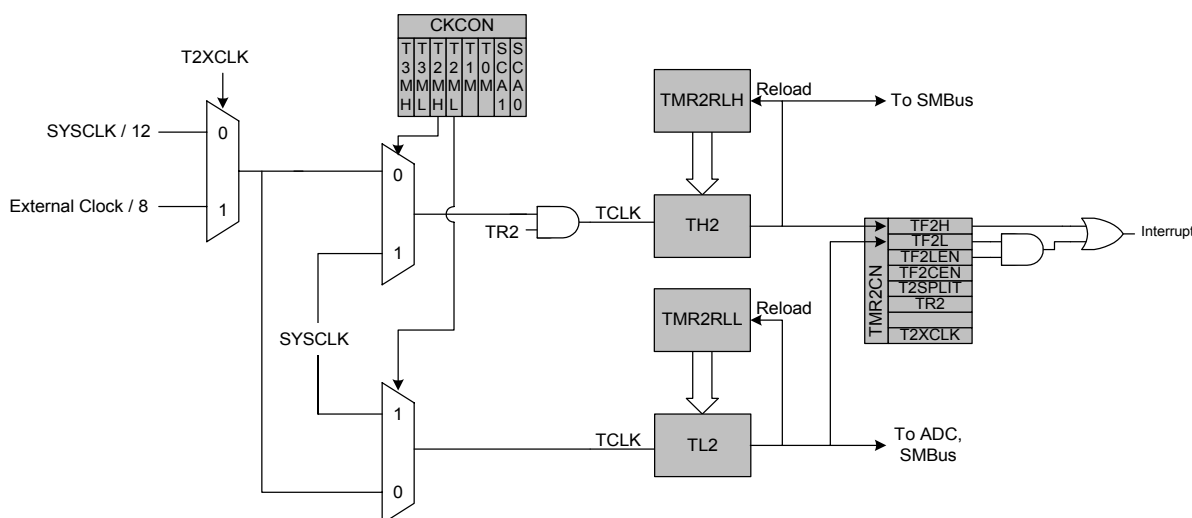 CKCON
T3MH
T3ML
T2MH
T2ML
T1M
T0M
SCA1
SCA0
T2XCLK
SYSCLK / 12
0
External Clock / 8
1
0
1
TR2
TCLK
TMR2RLH
Reload
To SMBus
TH2
TMR2CN
TF2H
TF2L
TF2LEN
TF2CEN
T2SPLIT
TR2
T2XCLK
Interrupt
SYSCLK
1
0
TCLK
TMR2RLL
Reload
TL2
To ADC,
SMBus